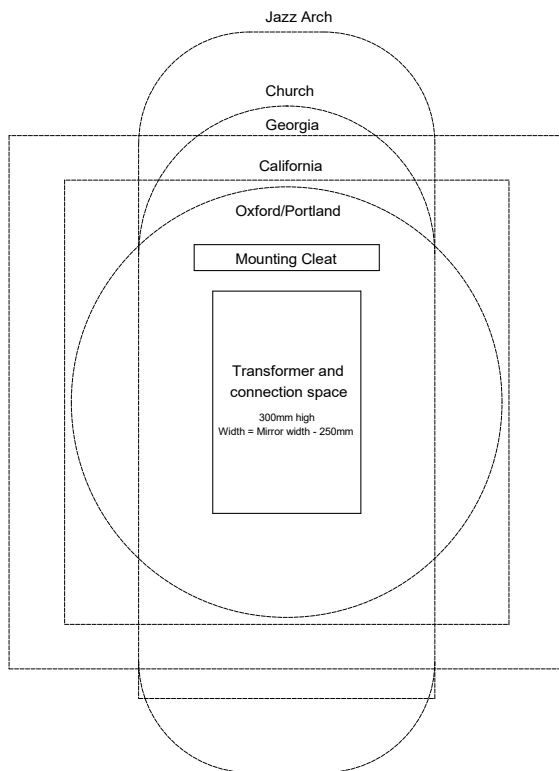 Jazz Arch
Church
Georgia
California
Oxford/Portland
Mounting Cleat
Transformer and
connection space
300mm high
Width = Mirror width - 250mm